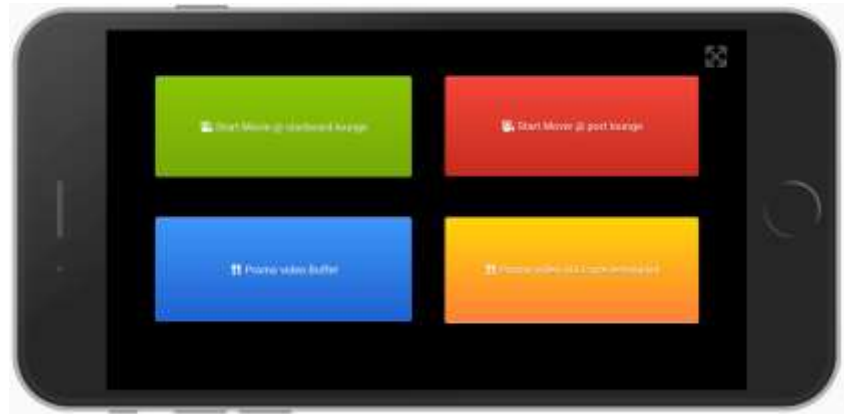 Start Movie @ starboard lounge
Start Movie @ port lounge
Promo video Buffet
Promo video